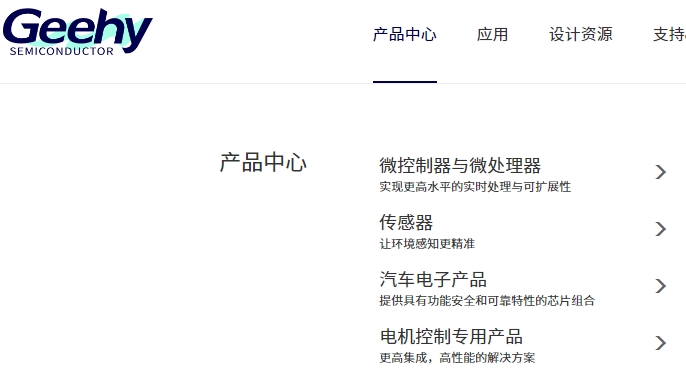 Geehy
SEMICONDUCTOR
产品中心 应用 设计资源 支持
产品中心
微控制器与微处理器
实现更高水平的实时处理与可扩展性
传感器
让环境感知更精准
汽车电子产品
提供具有功能安全和可靠特性的芯片组合
电机控制专用产品
更高集成，高性能的解决方案